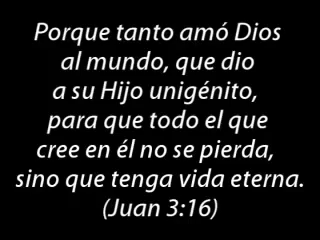 Porque tanto amó Dios
al mundo, que dio
a su Hijo unigénito,
para que todo el que
cree en él no se pierda,
sino que tenga vida eterna.
(Juan 3:16)